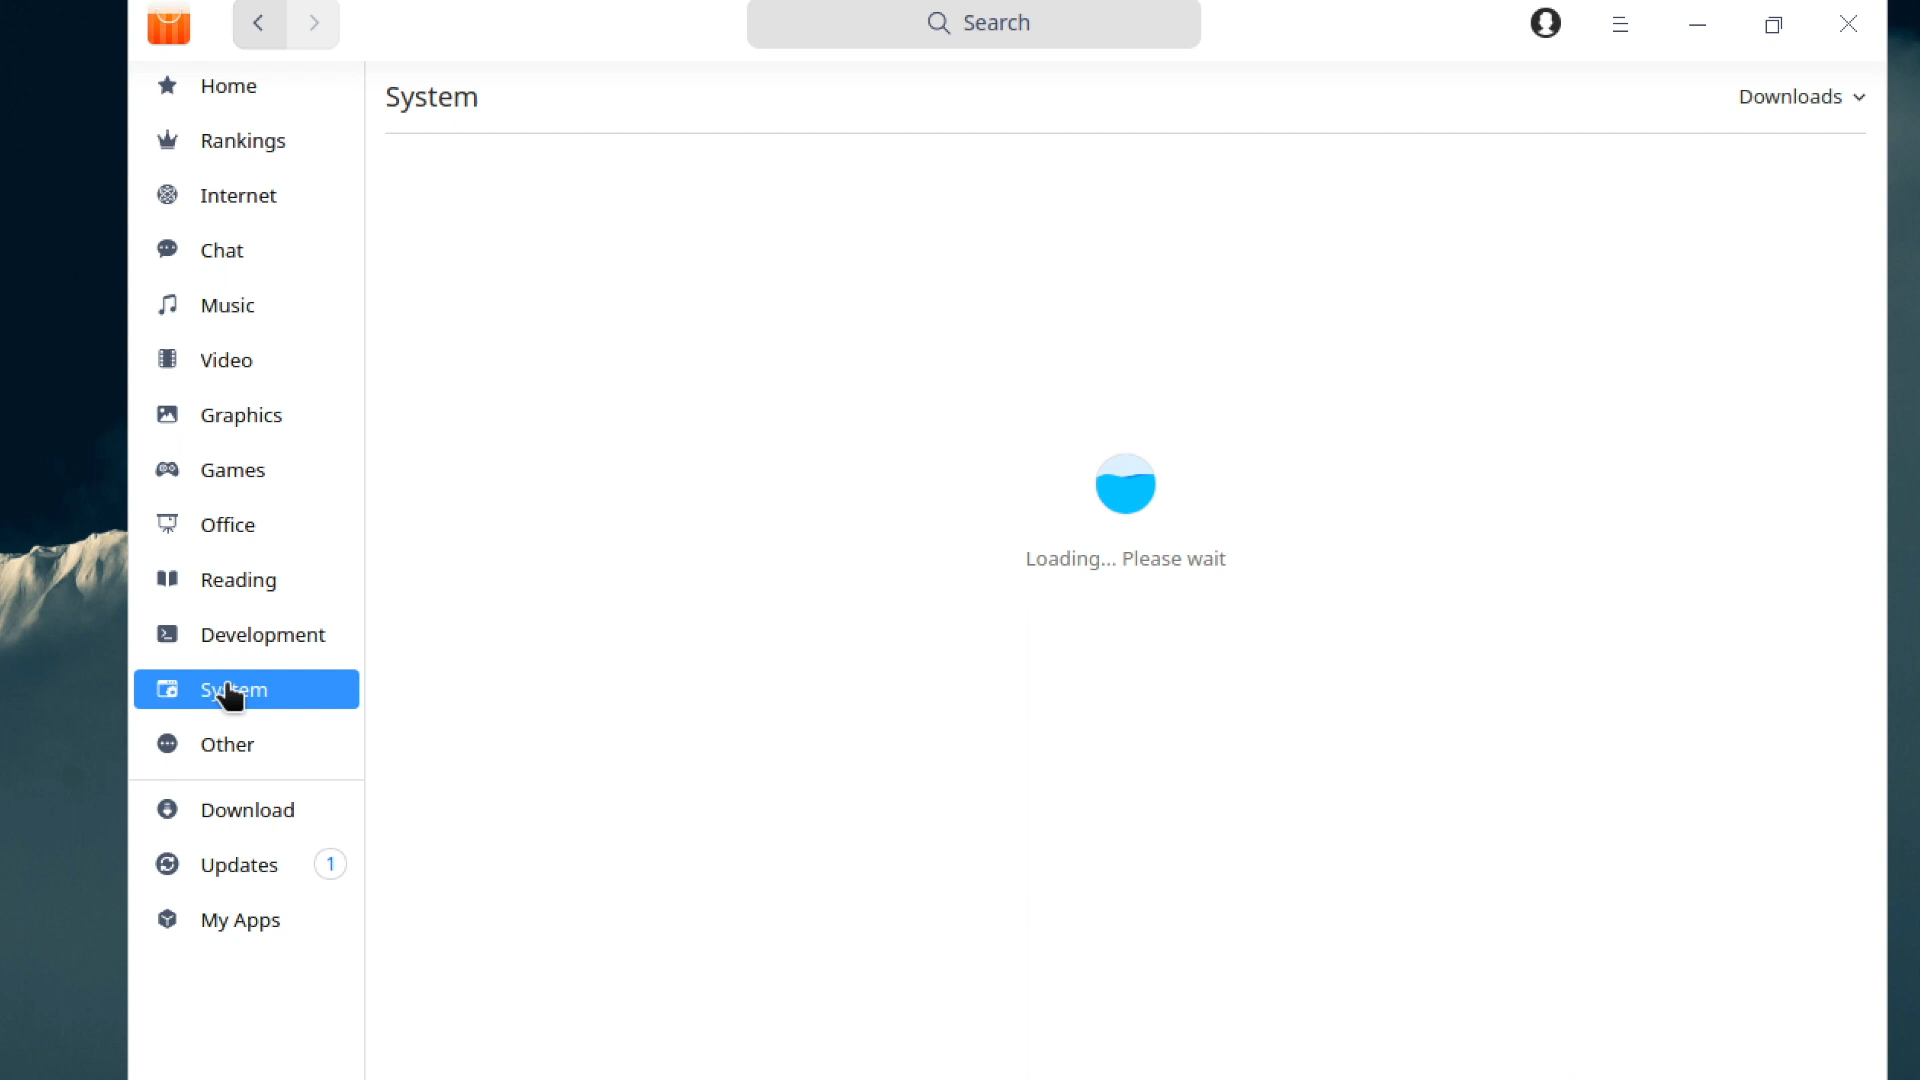 Search
Home
System
Downloads
Rankings
Internet
Chat
Music
Video
Graphics
Games
Office
Loading... Please wait
Reading
Development
System
Other
Download
Updates 1
My Apps